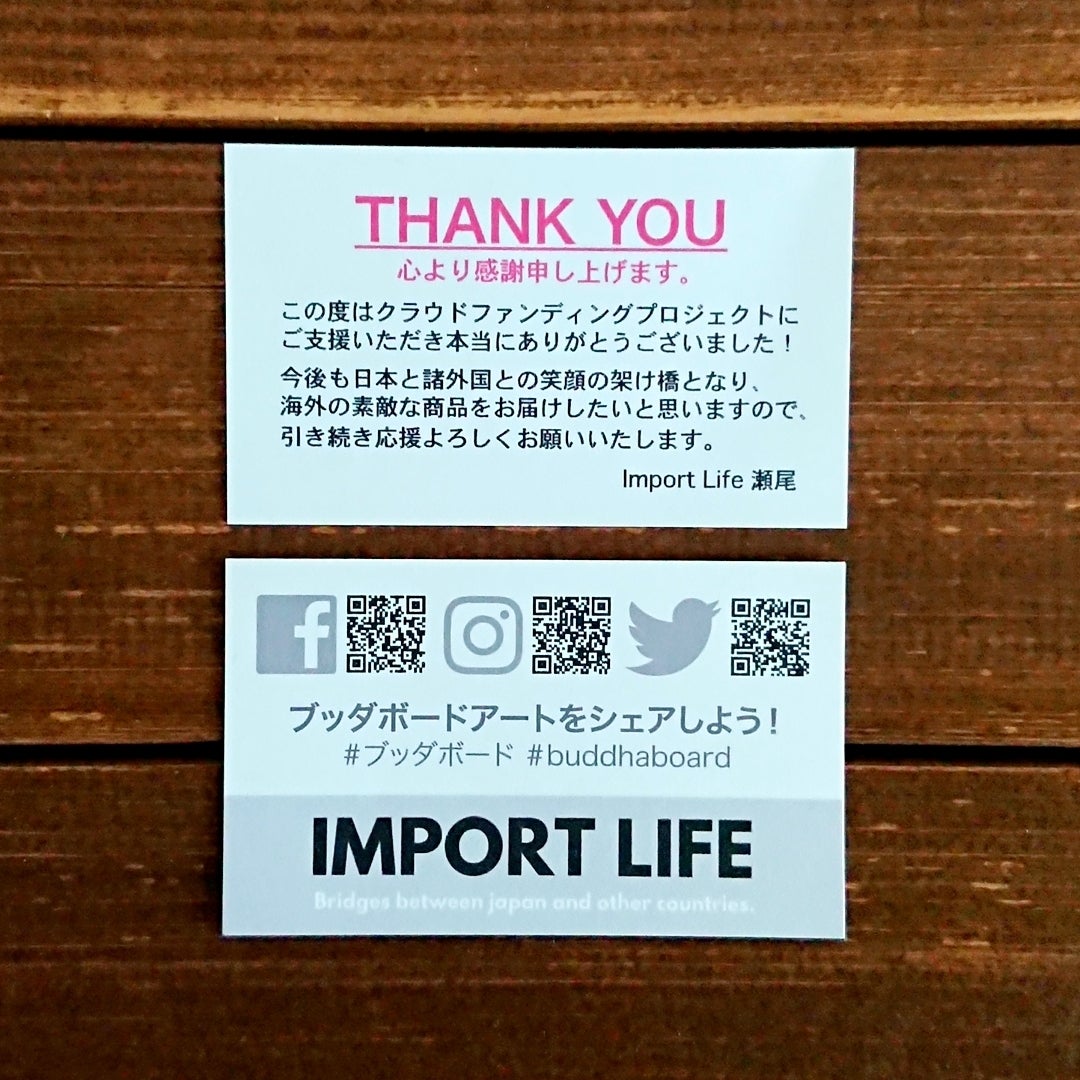 THANK YOU
心より感謝申し上げます。
この度はクラウドファンディングプロジェクトに
ご支援いただき本当にありがとうございました！
今後も日本と諸外国との笑顔の架け橋となり、
海外の素敵な商品をお届けしたいと思いますので、
引き続き応援よろしくお願いいたします。
Import Life 瀬尾
ブッダボードアートをシェアしよう！
#ブッダボード #buddhaboard
IMPORT LIFE
Bridges between japan and other countries.